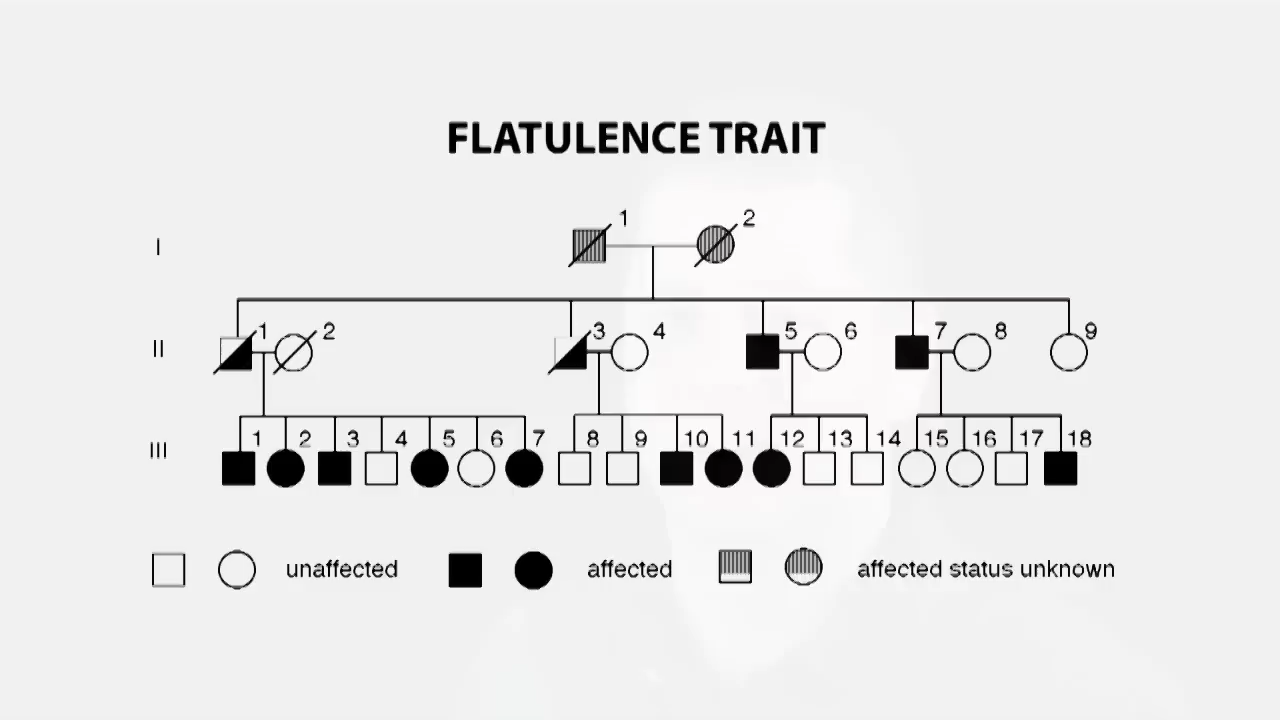 FLATULENCE TRAIT
I 1 2
II 1 2 3 4 5 6 7 8 9
III 1 2 3 4 5 6 7 8 9 10 11 12 13 14 15 16 17 18
unaffected affected affected status unknown